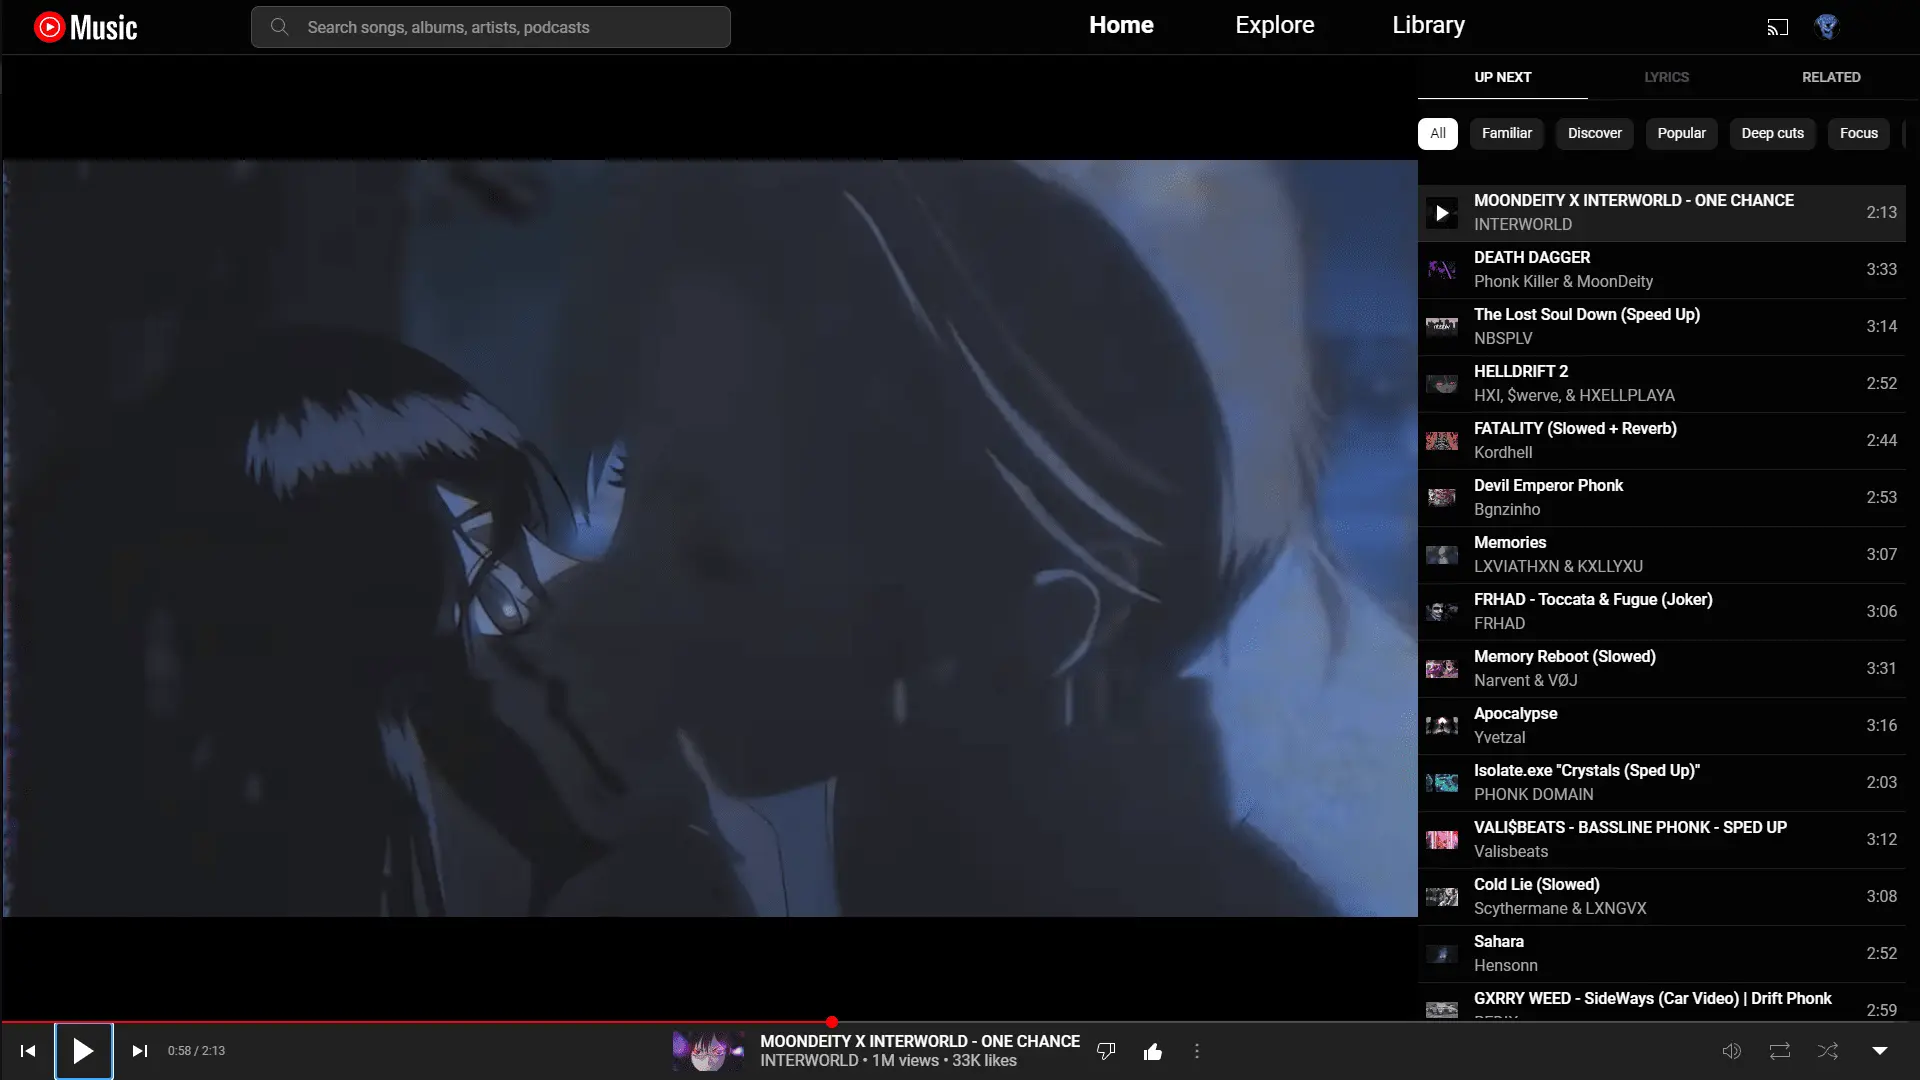 Music
Search songs, albums, artists, podcasts
Home
Explore
Library
UP NEXT
LYRICS
RELATED
All
Familiar
Discover
Popular
Deep cuts
Focus
MOONDEITY X INTERWORLD - ONE CHANCE
INTERWORLD
2:13
DEATH DAGGER
Phonk Killer & MoonDeity
3:33
The Lost Soul Down (Speed Up)
NBSPLV
3:14
HELLDRIFT 2
HXI, $werve, & HXELLPLAYA
2:52
FATALITY (Slowed + Reverb)
Kordhell
2:44
Devil Emperor Phonk
Bgnzinho
2:53
Memories
LXVIATHXN & KXLLYXU
3:07
FRHAD - Toccata & Fugue (Joker)
FRHAD
3:06
Memory Reboot (Slowed)
Narvent & VØJ
3:31
Apocalypse
Yvetzal
3:16
Isolate.exe "Crystals (Sped Up)"
PHONK DOMAIN
2:03
VALI$BEATS - BASSLINE PHONK - SPED UP
Valisbeats
3:12
Cold Lie (Slowed)
Scythermane & LXNGVX
3:08
Sahara
Hensonn
2:52
GXRRY WEED - SideWays (Car Video) | Drift Phonk
2:59
0:58 / 2:13
MOONDEITY X INTERWORLD - ONE CHANCE
INTERWORLD • 1M views • 33K likes